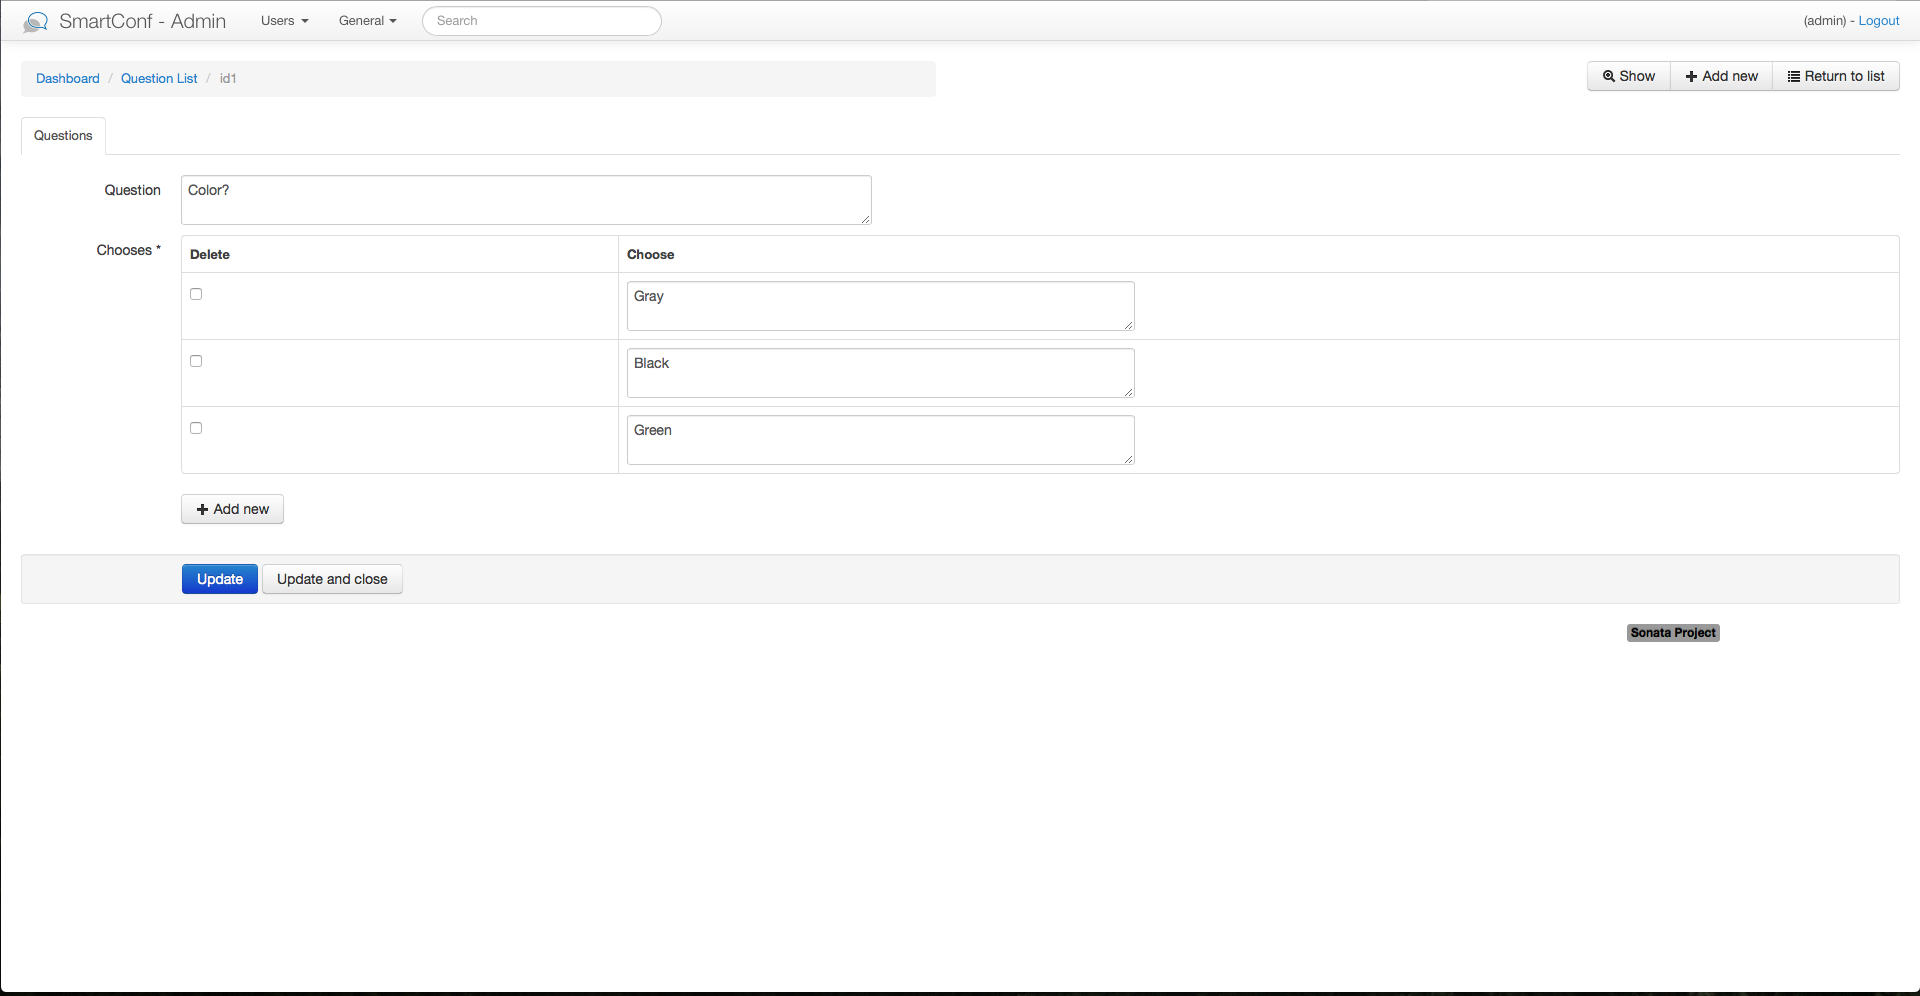 SmartConf - Admin Users General Search (admin) - Logout
Dashboard / Question List / id1 Show Add new Return to list
Questions
Question Color?
Chooses * Delete Choose
Gray
Black
Green
Add new
Update Update and close
Sonata Project